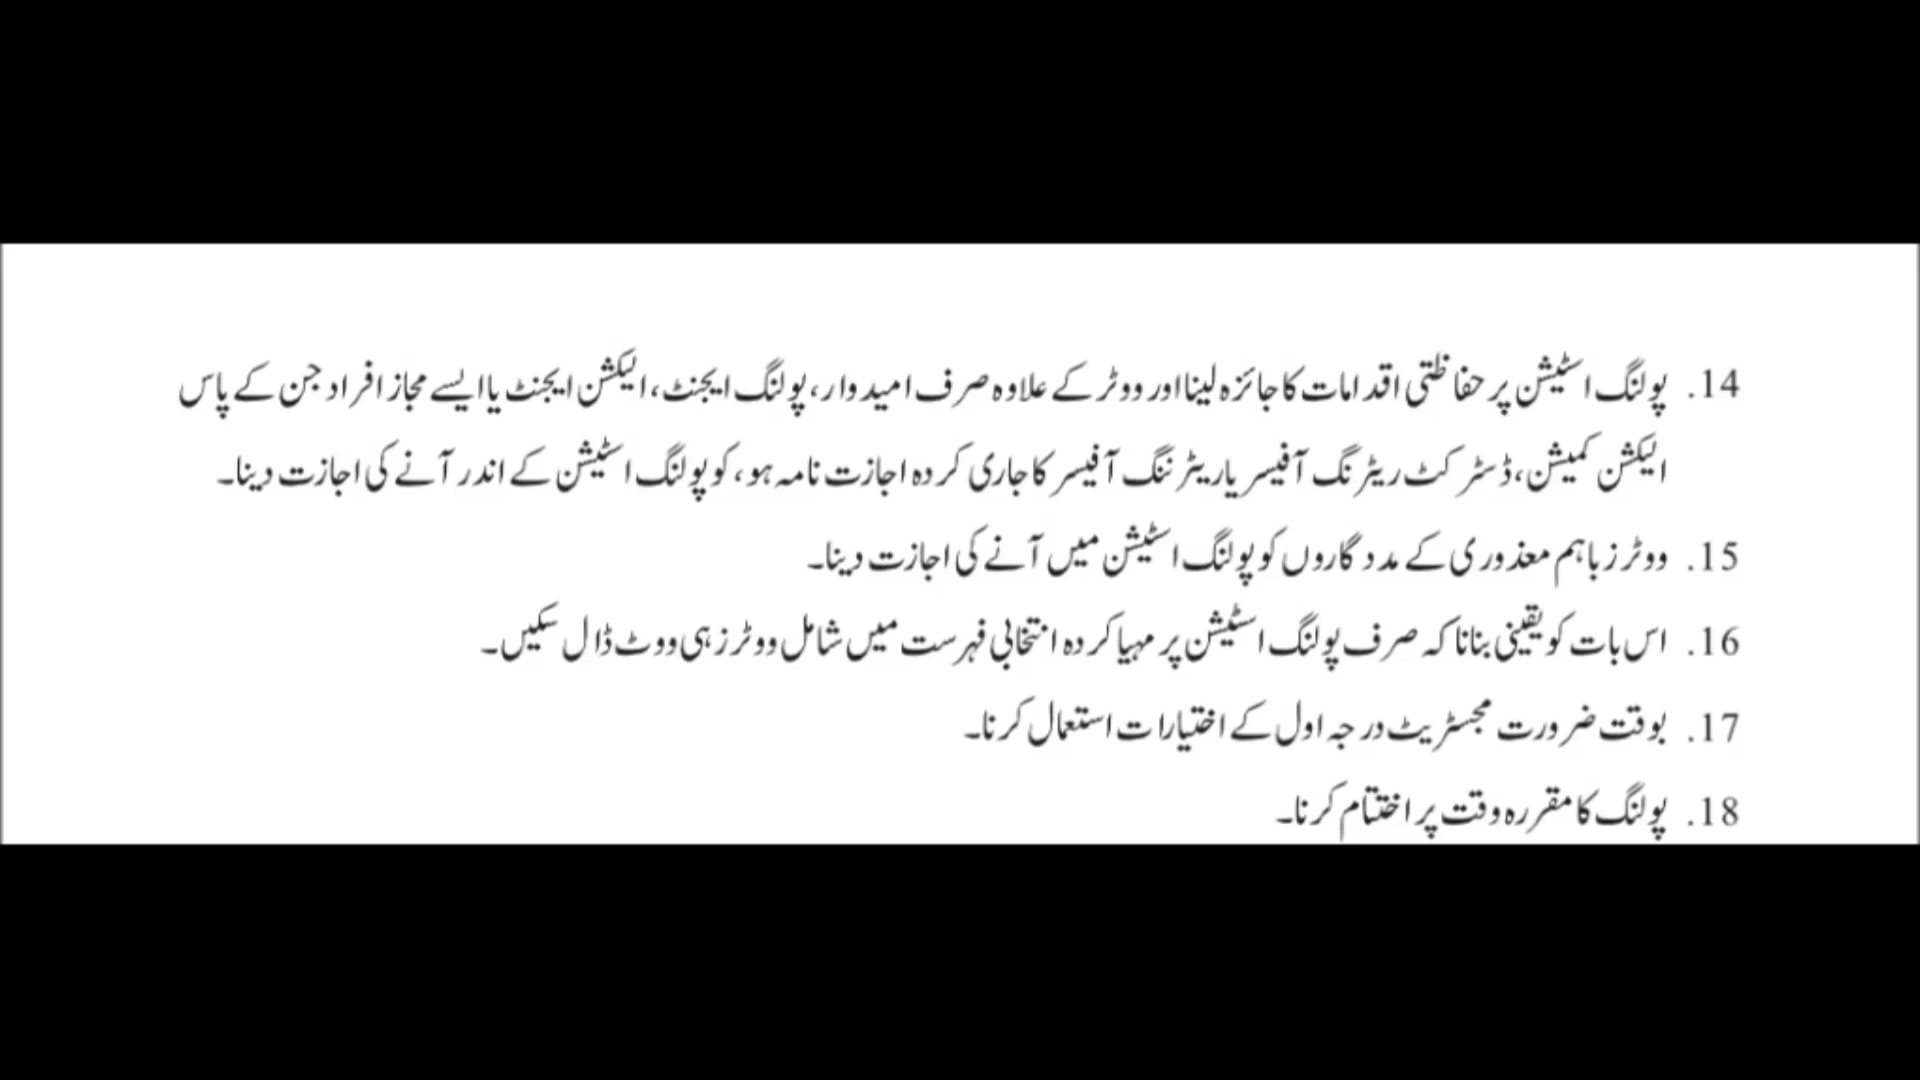 14. پولنگ اسٹیشن پر حفاظتی اقدامات کا جائزہ لینا اور ووٹر کے علاوہ صرف امیدوار، پولنگ ایجنٹ، الیکشن ایجنٹ یا ایسے مجاز افراد جن کے پاس
الیکشن کمیشن، ڈسٹرکٹ ریٹرنگ آفیسر یا ریٹرننگ آفیسر کا جاری کردہ اجازت نامہ ہو، کو پولنگ اسٹیشن کے اندر آنے کی اجازت دینا۔
15. ووٹرز باہم معذوری کے مددگاروں کو پولنگ اسٹیشن میں آنے کی اجازت دینا۔
16. اس بات کو یقینی بنانا کہ صرف پولنگ اسٹیشن پر مہیا کردہ انتخابی فہرست میں شامل ووٹرز ہی ووٹ ڈال سکیں۔
17. بوقت ضرورت مجسٹریٹ درجہ اول کے اختیارات استعمال کرنا۔
18. پولنگ کا مقررہ وقت پر اختتام کرنا۔